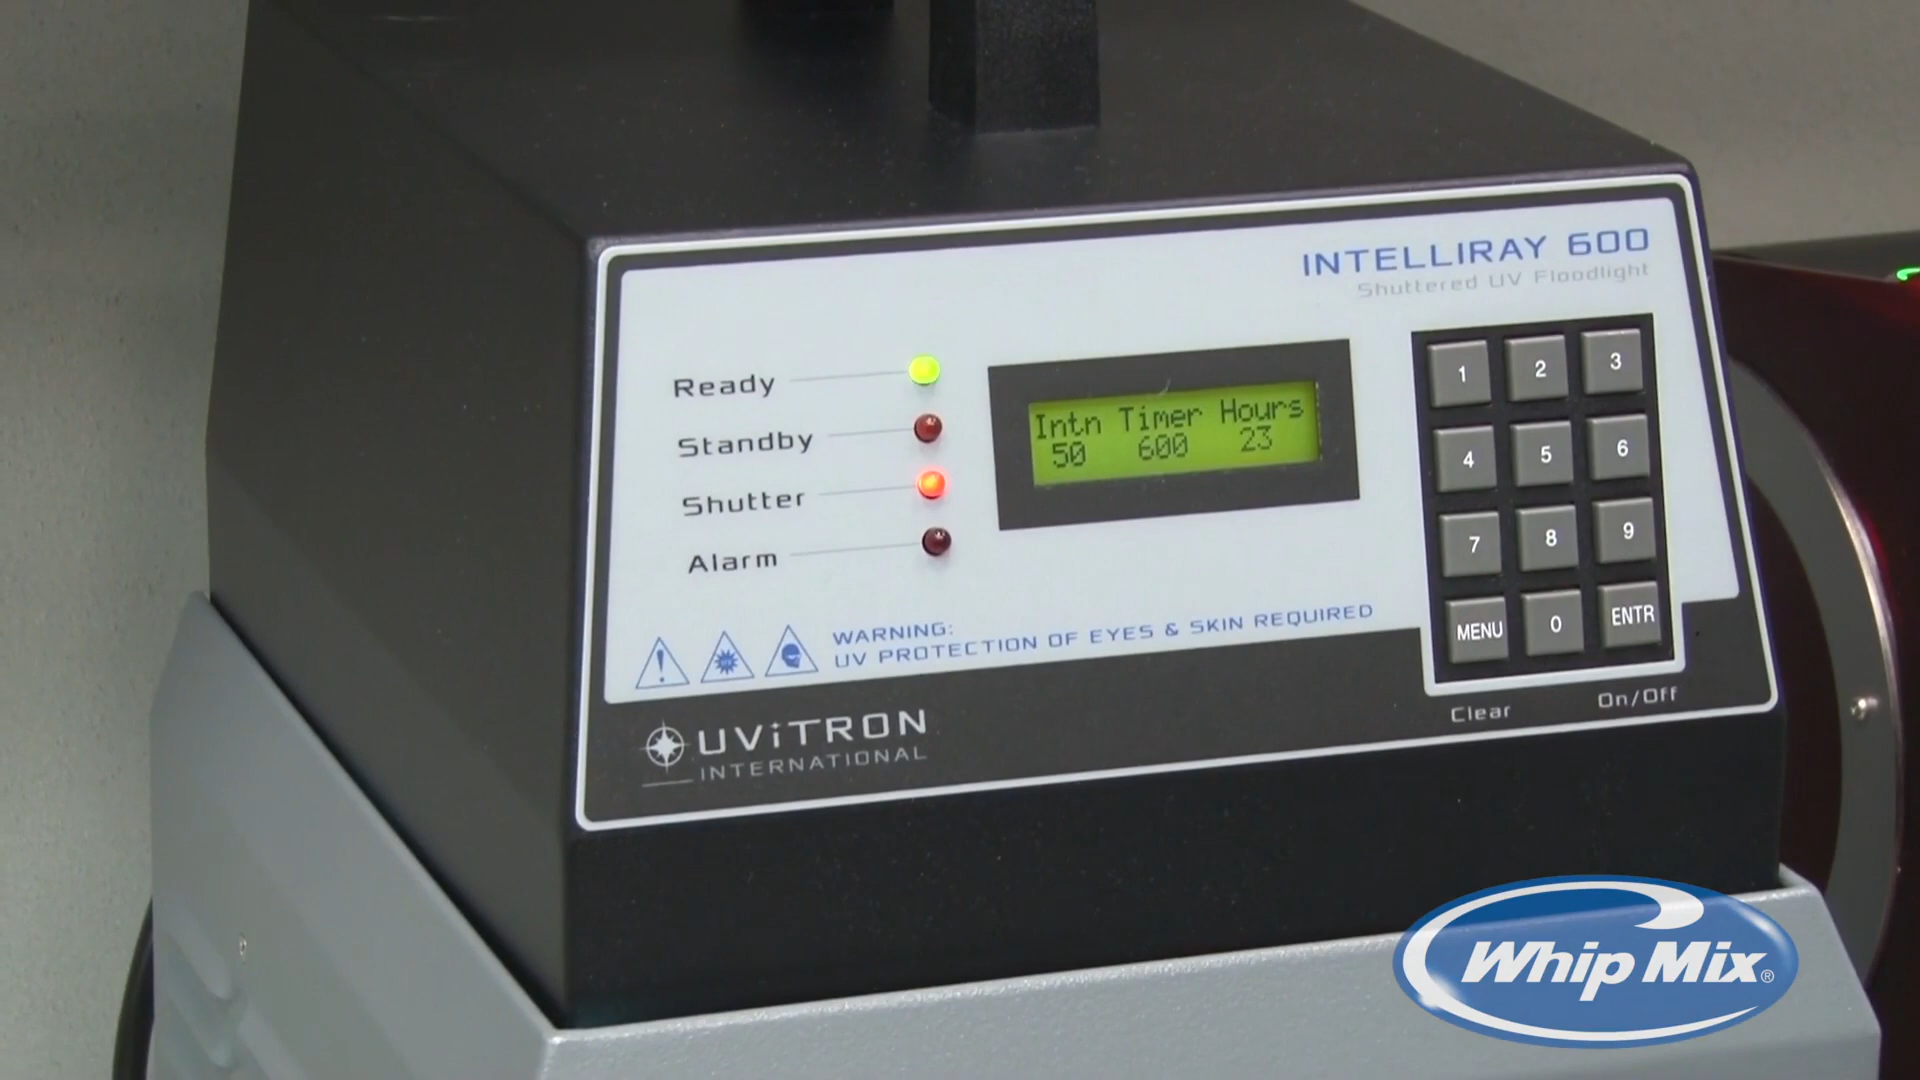 INTELLIRAY 600
Shuttered UV Floodlight
Ready
Standby
Shutter
Alarm
Intn Timer Hours
50 600 23
1 2 3
4 5 6
7 8 9
MENU 0 ENTR
Clear On/Off
WARNING:
UV PROTECTION OF EYES & SKIN REQUIRED
UViTRON
INTERNATIONAL
Whip Mix®